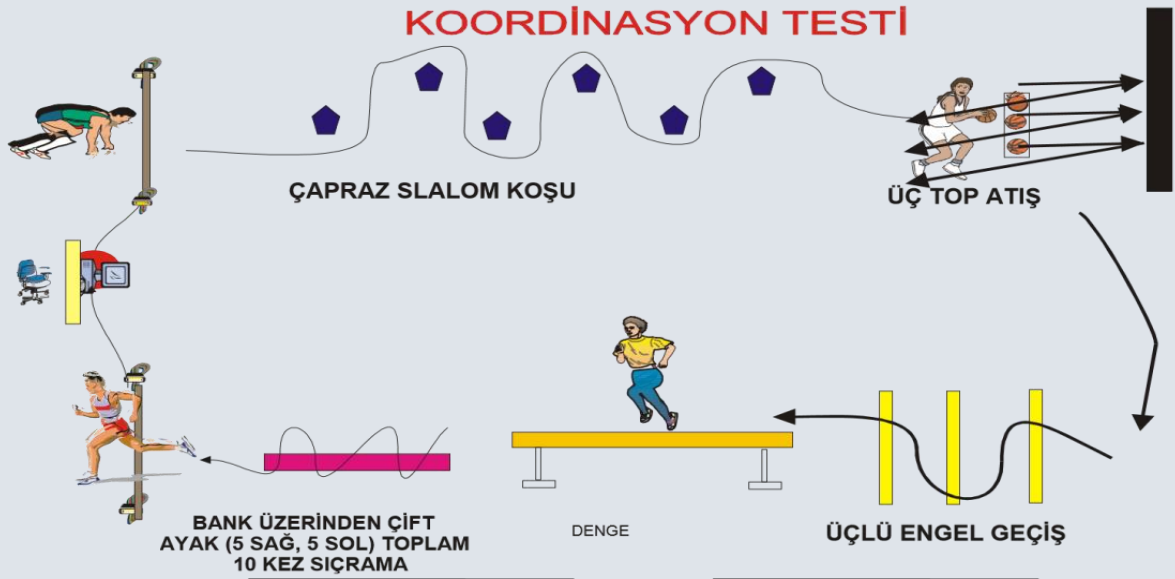 KOORDİNASYON TESTİ
ÇAPRAZ SLALOM KOŞU
ÜÇ TOP ATIŞ
BANK ÜZERİNDEN ÇİFT
AYAK (5 SAĞ, 5 SOL) TOPLAM
10 KEZ SIÇRAMA
DENGE
ÜÇLÜ ENGEL GEÇİŞ